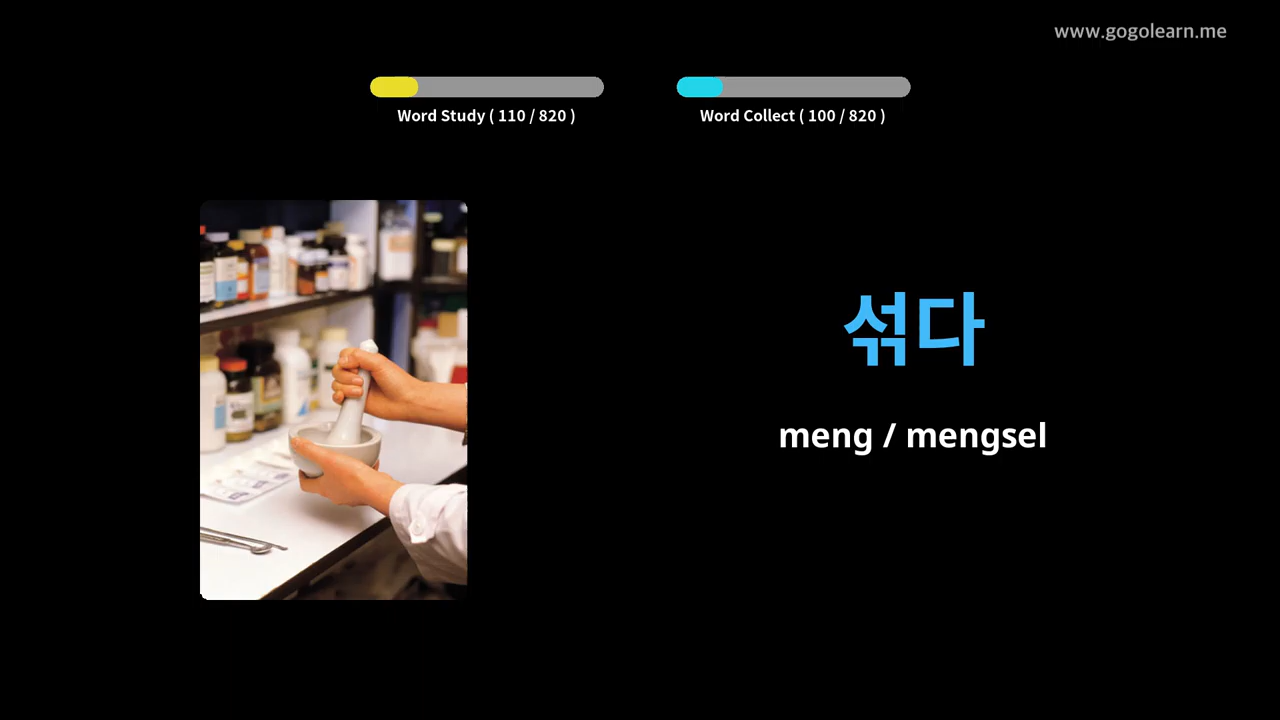 www.gogolearn.me
Word Study ( 110 / 820 )
Word Collect ( 100 / 820 )
섞다
meng / mengsel